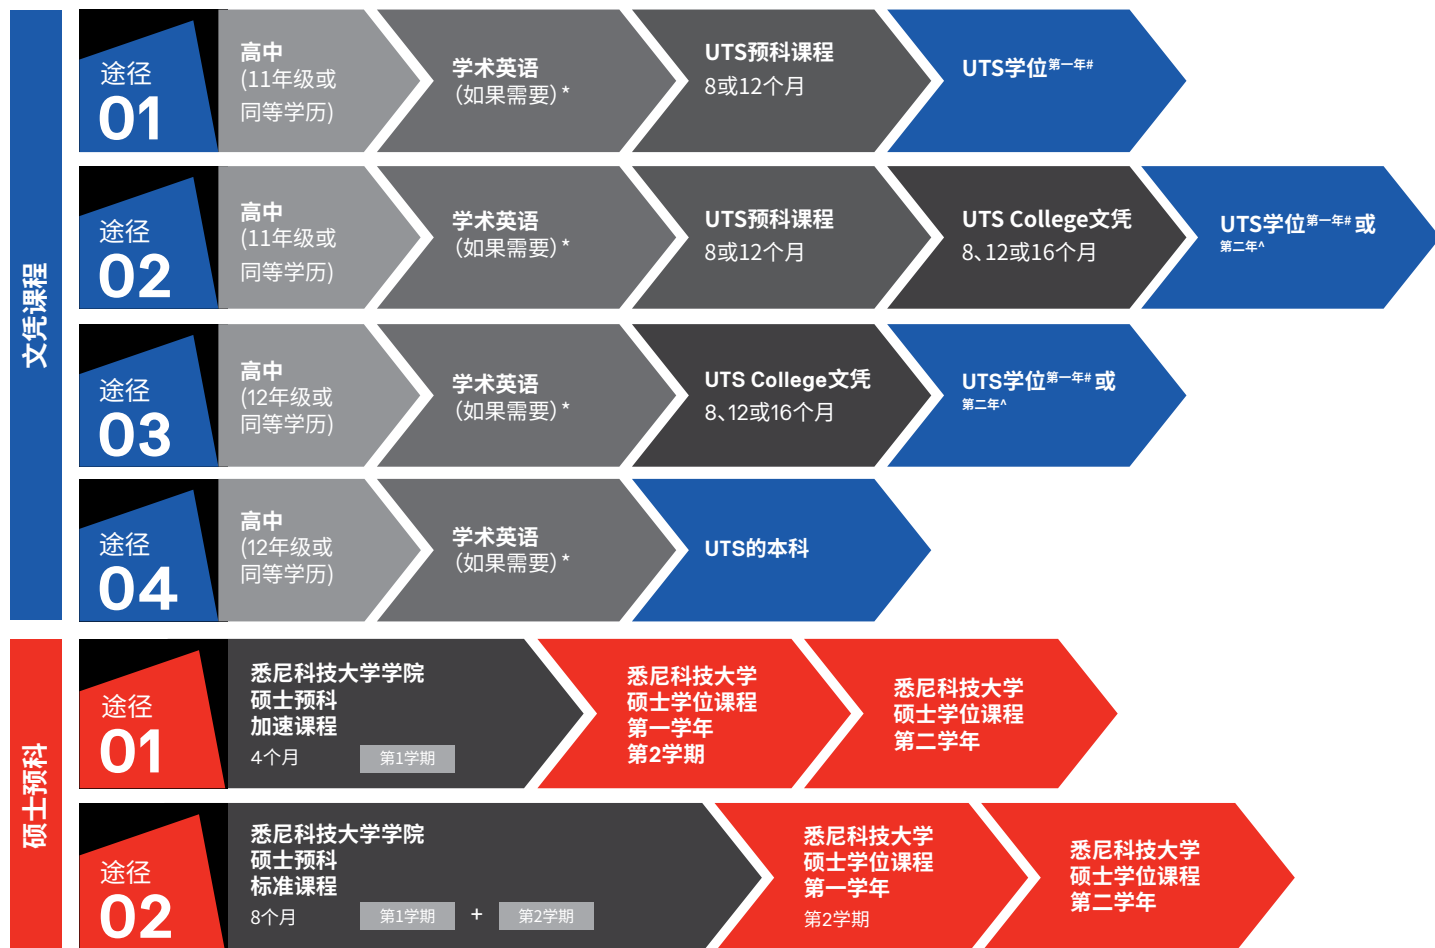 文凭课程
途径
01
高中
(11年级或
同等学历)
学术英语
（如果需要）*
UTS预科课程
8或12个月
UTS学位第一年#
途径
02
高中
(11年级或
同等学历)
学术英语
（如果需要）*
UTS预科课程
8或12个月
UTS College文凭
8、12或16个月
UTS学位第一年# 或
第二年^
途径
03
高中
(12年级或
同等学历)
学术英语
（如果需要）*
UTS College文凭
8、12或16个月
UTS学位第一年# 或
第二年^
途径
04
高中
(12年级或
同等学历)
学术英语
（如果需要）*
UTS的本科
硕士预科
途径
01
悉尼科技大学学院
硕士预科
加速课程
4个月
第1学期
悉尼科技大学
硕士学位课程
第一学年
第2学期
悉尼科技大学
硕士学位课程
第二学年
途径
02
悉尼科技大学学院
硕士预科
标准课程
8个月
第1学期 + 第2学期
悉尼科技大学
硕士学位课程
第一学年
第2学期
悉尼科技大学
硕士学位课程
第二学年